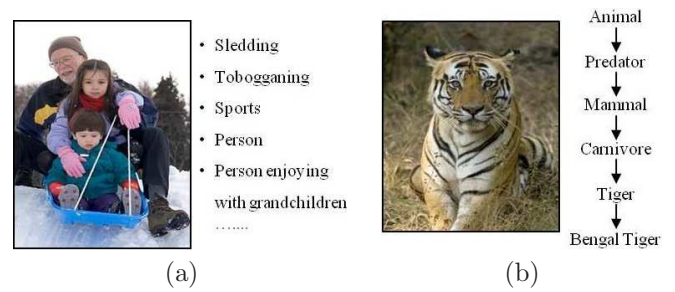 • Sledding
• Tobogganing
• Sports
• Person
• Person enjoying
with grandchildren
…....
(a)
Animal
Predator
Mammal
Carnivore
Tiger
Bengal Tiger
(b)